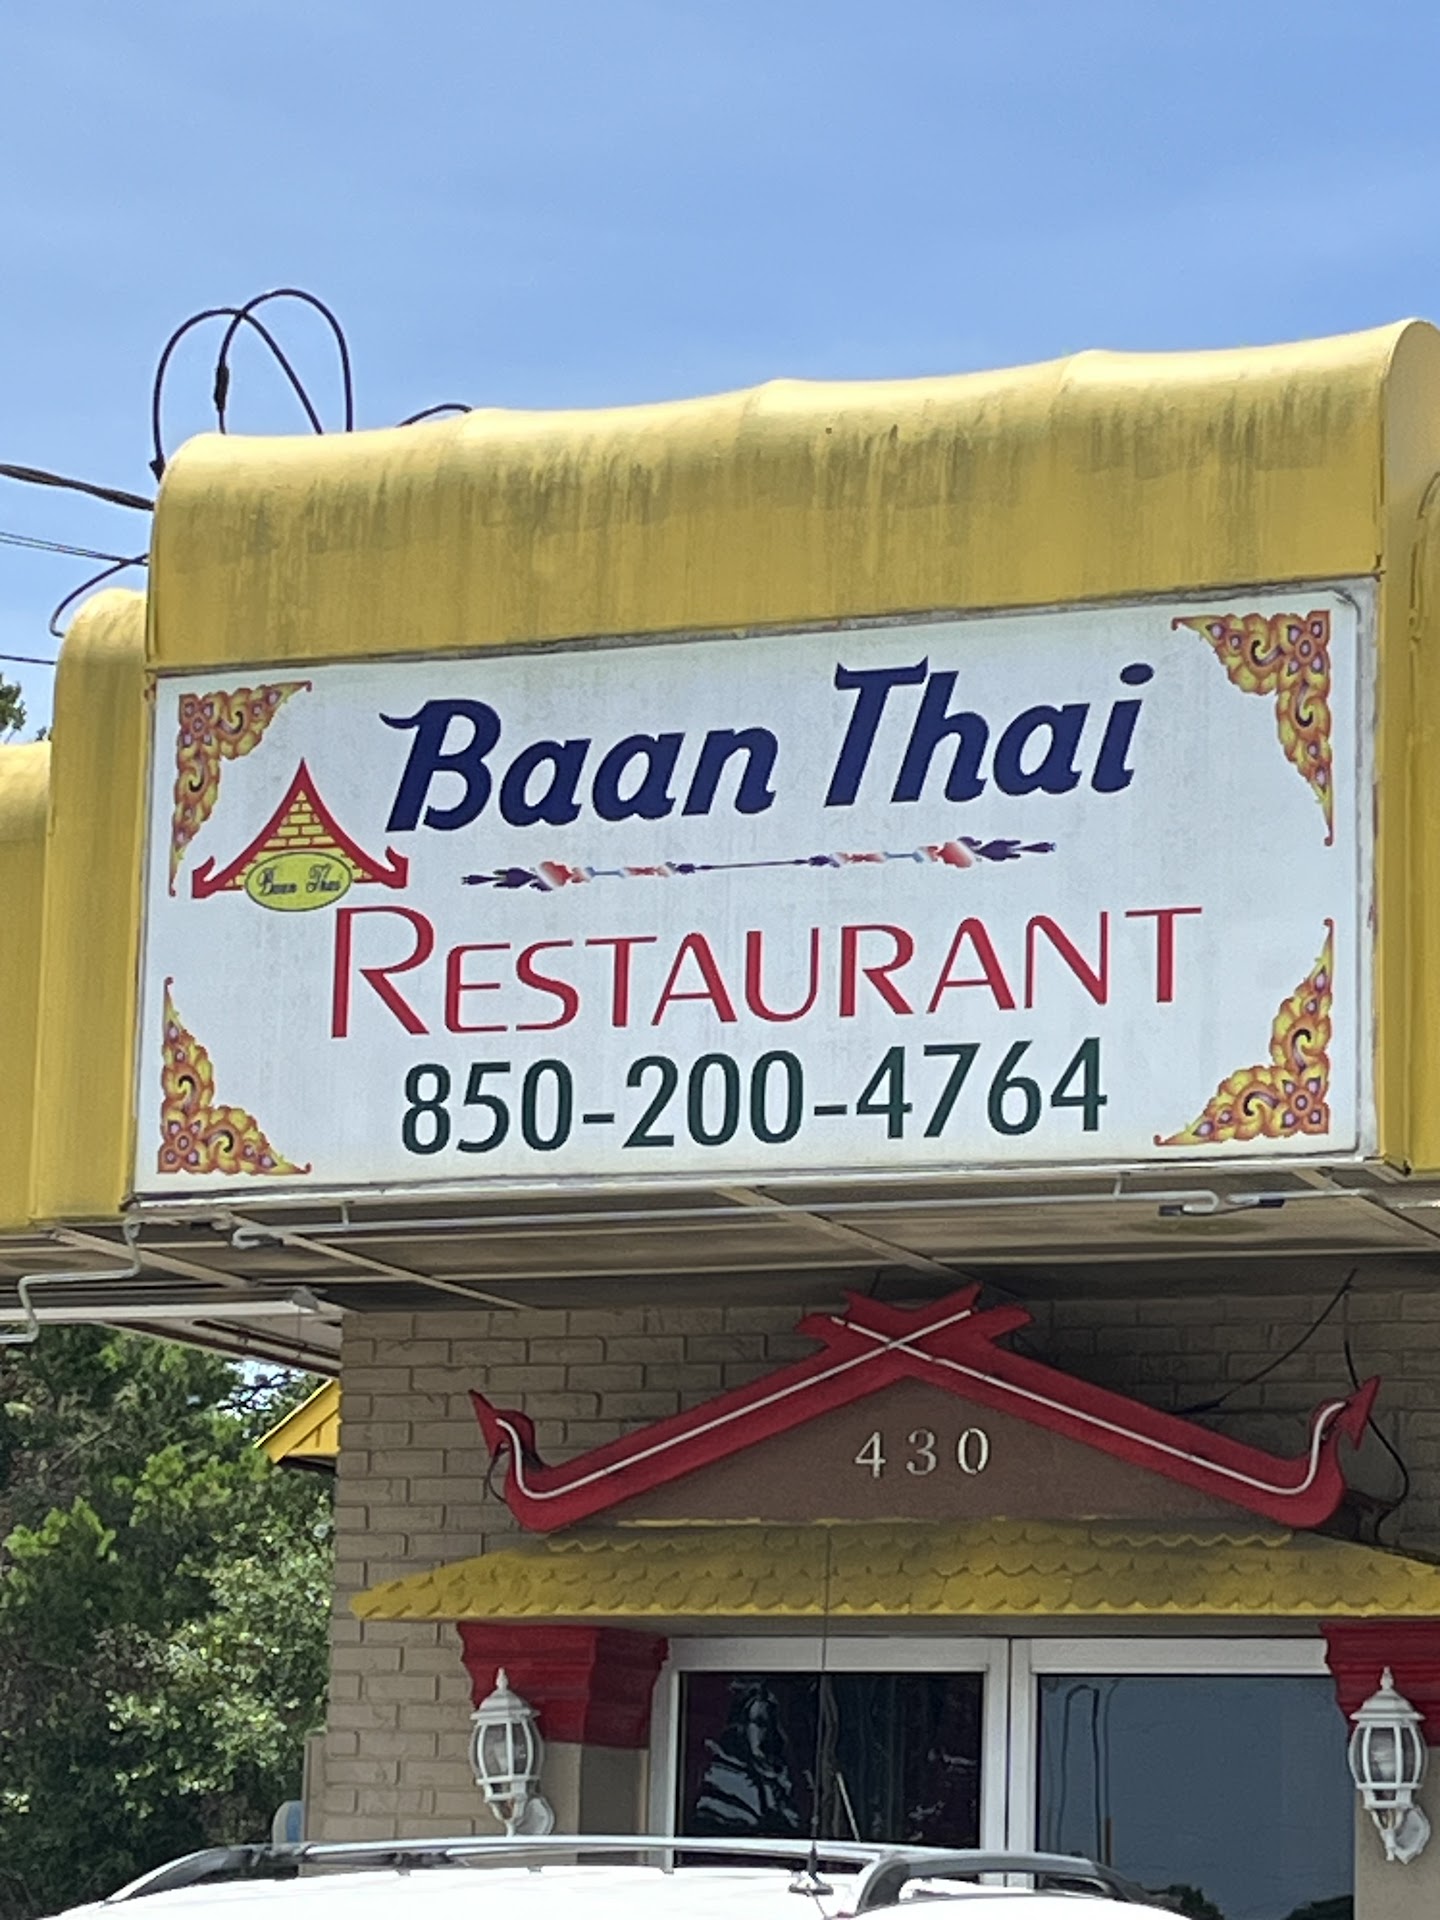 Baan Thai
Baan Thai
RESTAURANT
850-200-4764
430